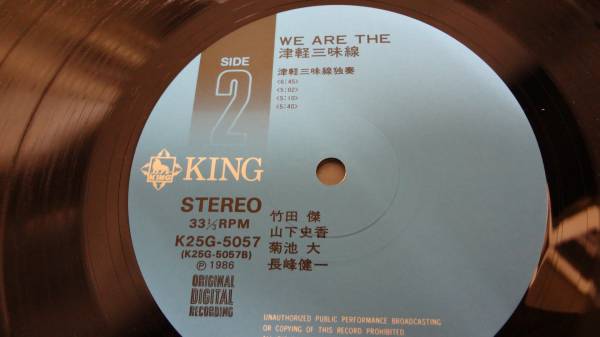 WE ARE THE
津軽三味線
SIDE
2
津軽三味線独奏
<6:45>
<5:02>
<5:10>
<5:40>
KING
KING
STEREO
33⅓RPM
K25G-5057
(K25G-5057B)
Ⓟ 1986
ORIGINAL
DIGITAL
RECORDING
竹田 傑
山下史香
菊池 大
長峰健一
UNAUTHORIZED PUBLIC PERFORMANCE BROADCASTING
OR COPYING OF THIS RECORD PROHIBITED